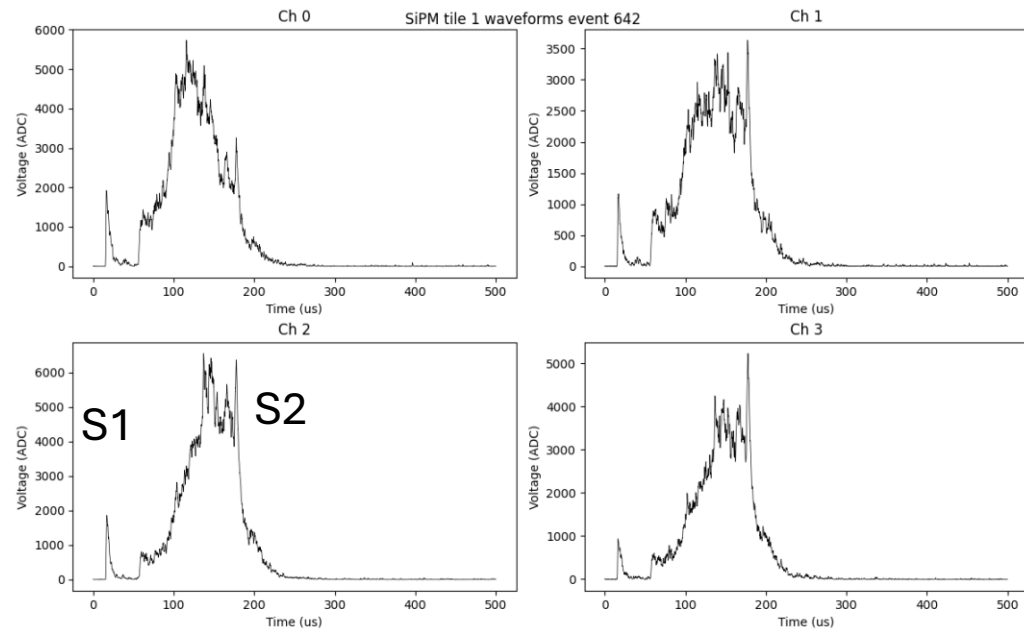 SiPM tile 1 waveforms event 642
Ch 0
6000
5000
4000
3000
2000
1000
0
Voltage (ADC)
0 100 200 300 400 500
Time (us)
Ch 1
3500
3000
2500
2000
1500
1000
500
0
Voltage (ADC)
0 100 200 300 400 500
Time (us)
Ch 2
6000
5000
4000
3000
2000
1000
0
Voltage (ADC)
S1
S2
0 100 200 300 400 500
Time (us)
Ch 3
5000
4000
3000
2000
1000
0
Voltage (ADC)
0 100 200 300 400 500
Time (us)